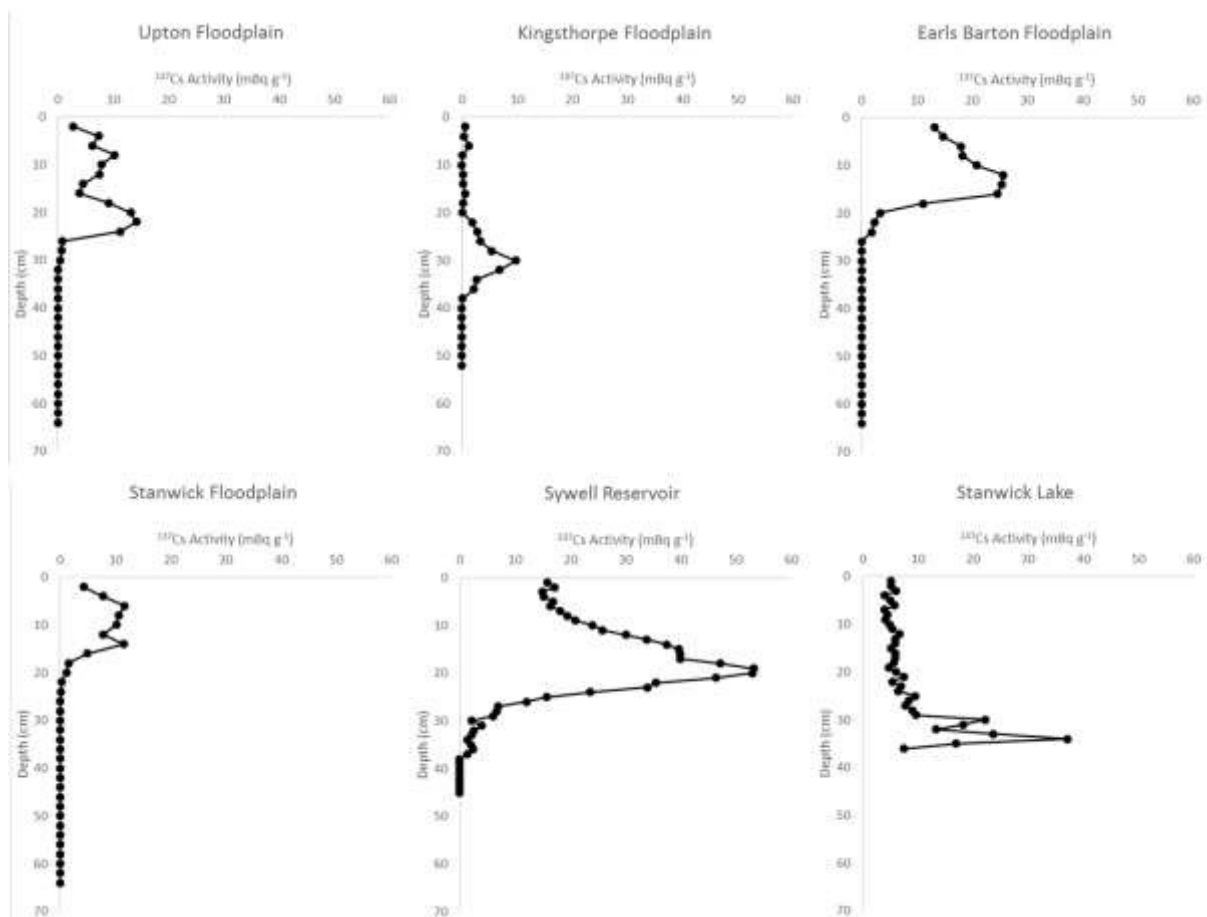 Upton Floodplain
Kingsthorpe Floodplain
Earls Barton Floodplain
¹³⁷Cs Activity (mBq g⁻¹)
¹³⁷Cs Activity (mBq g⁻¹)
¹³⁷Cs Activity (mBq g⁻¹)
0 10 20 30 40 50 60
0 10 20 30 40 50 60
0 10 20 30 40 50 60
0
10
20
30
40
50
60
70
Depth (cm)
0
10
20
30
40
50
60
70
Depth (cm)
0
10
20
30
40
50
60
70
Depth (cm)
Stanwick Floodplain
Sywell Reservoir
Stanwick Lake
¹³⁷Cs Activity (mBq g⁻¹)
¹³⁷Cs Activity (mBq g⁻¹)
¹³⁷Cs Activity (mBq g⁻¹)
0 10 20 30 40 50 60
0 10 20 30 40 50 60
0 10 20 30 40 50 60
0
10
20
30
40
50
60
70
Depth (cm)
0
10
20
30
40
50
60
70
Depth (cm)
0
10
20
30
40
50
60
70
Depth (cm)